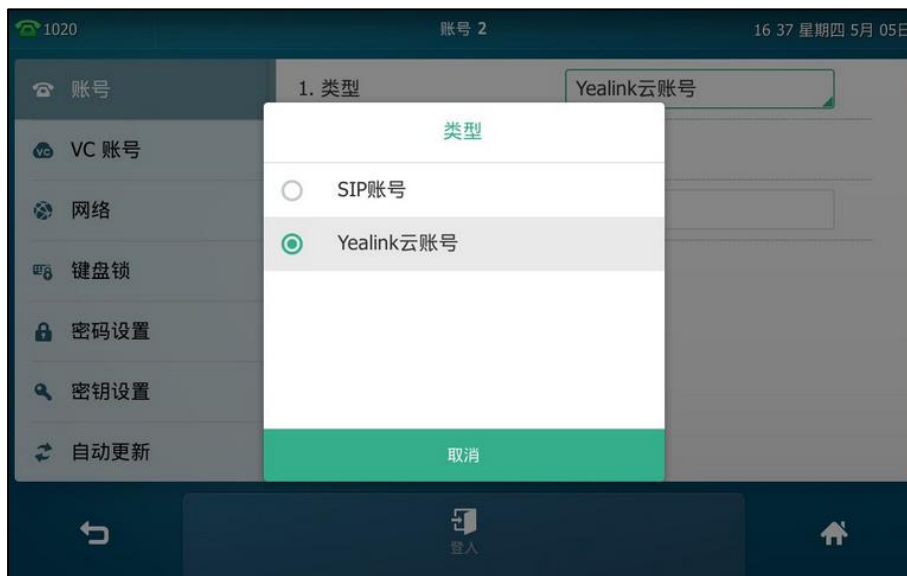 1020
账号 2
16 37 星期四 5月 05日
账号
1. 类型
Yealink云账号
VC 账号
网络
键盘锁
密码设置
密钥设置
自动更新
类型
SIP账号
Yealink云账号
取消
登入